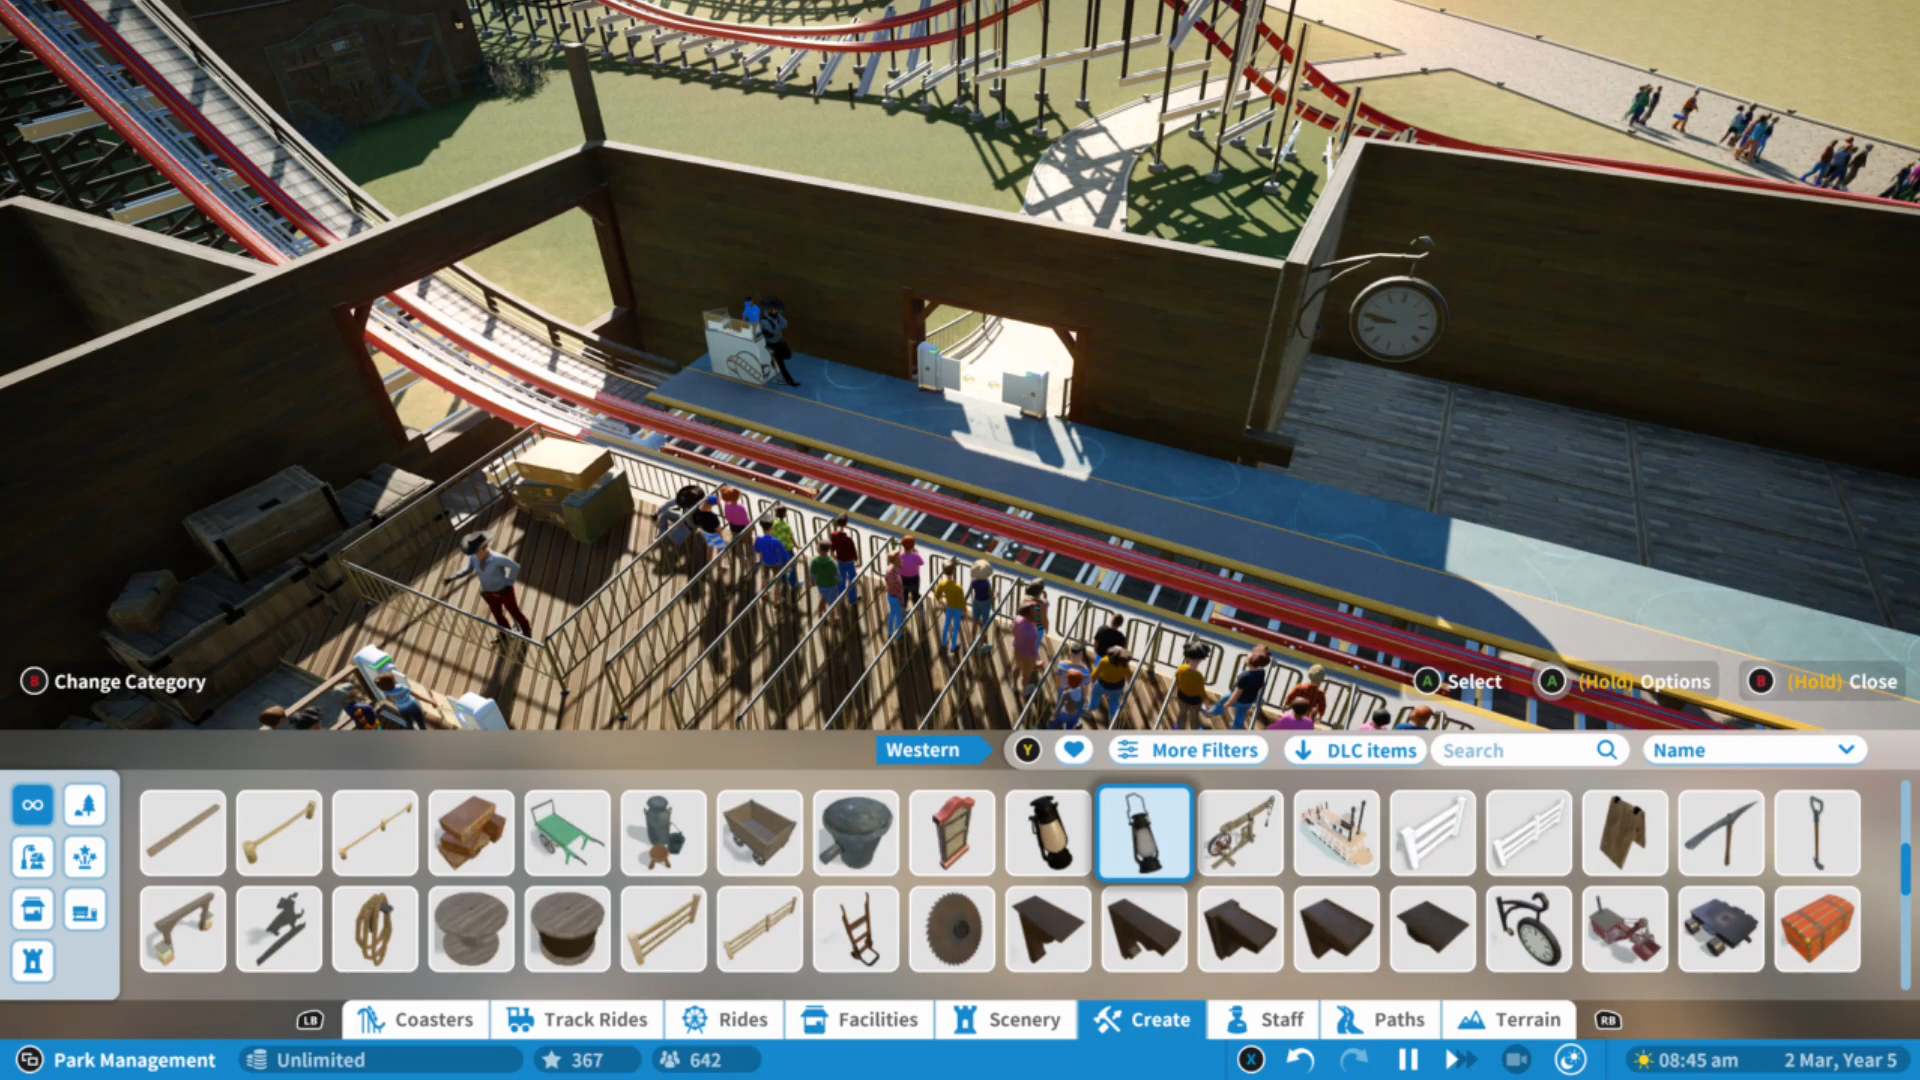 B Change Category
A Select
A (Hold) Options
B (Hold) Close
Western
Y
More Filters
DLC items
Search
Name
LB
Coasters
Track Rides
Rides
Facilities
Scenery
Create
Staff
Paths
Terrain
RB
Park Management
Unlimited
367
642
X
08:45 am
2 Mar, Year 5